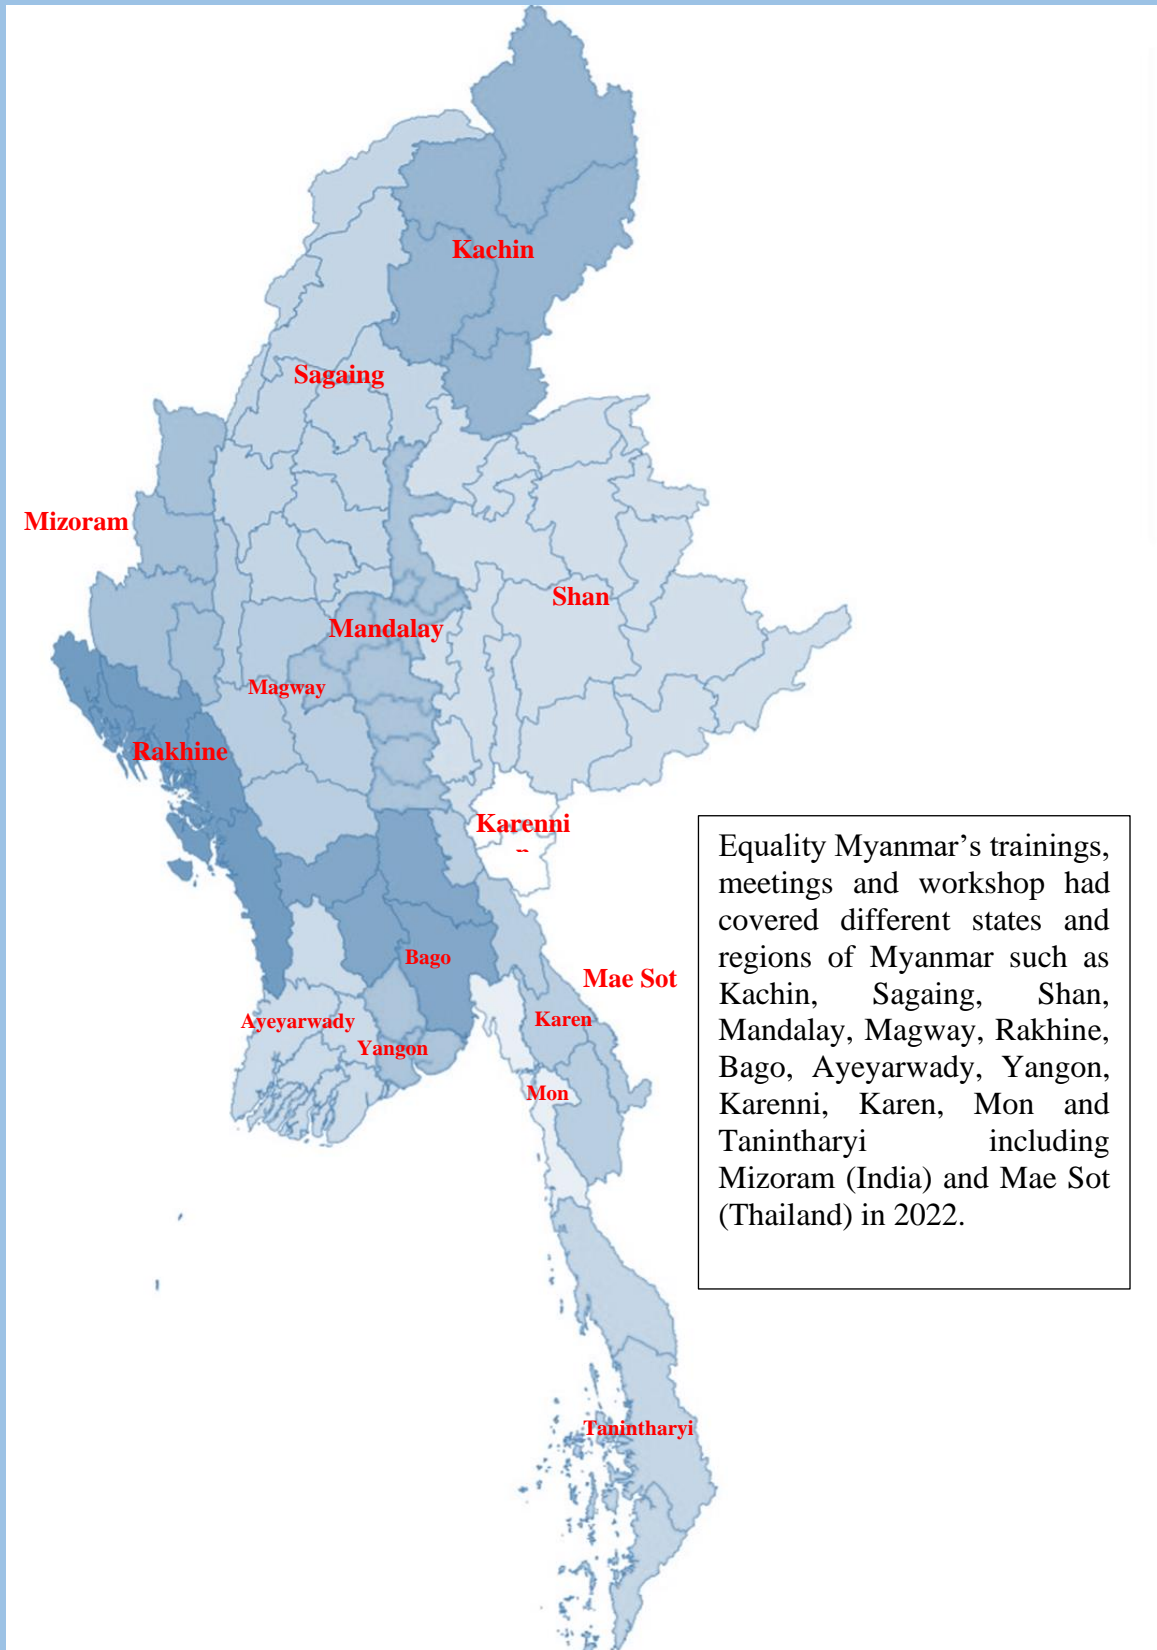 Kachin
Sagaing
Mizoram
Shan
Mandalay
Magway
Rakhine
Karenni
n
Bago
Mae Sot
Ayeyarwady
Karen
Yangon
Mon
Tanintharyi
Equality Myanmar’s trainings,
meetings and workshop had
covered different states and
regions of Myanmar such as
Kachin, Sagaing, Shan,
Mandalay, Magway, Rakhine,
Bago, Ayeyarwady, Yangon,
Karenni, Karen, Mon and
Tanintharyi including
Mizoram (India) and Mae Sot
(Thailand) in 2022.